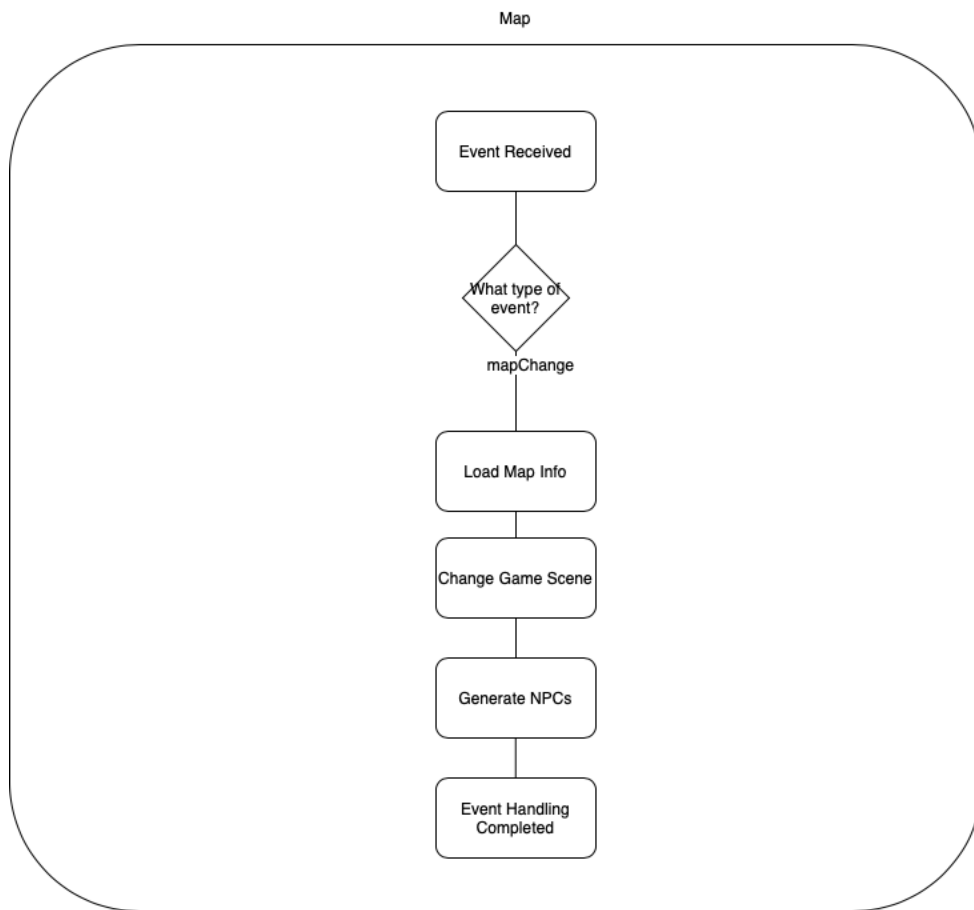 Map
Event Received
What type of
event?
mapChange
Load Map Info
Change Game Scene
Generate NPCs
Event Handling
Completed